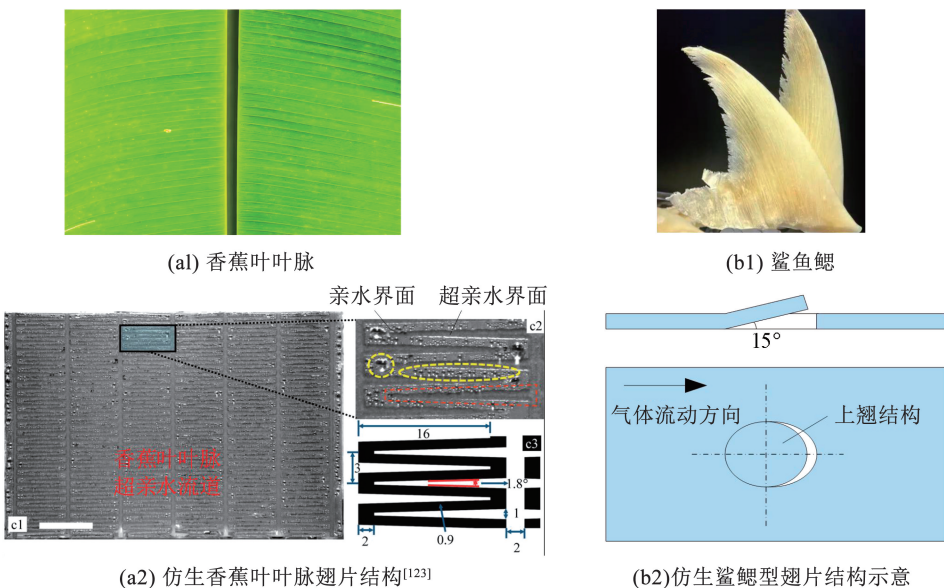 (al) 香蕉叶叶脉
(b1) 鲨鱼鳃
亲水界面
超亲水界面
c2
香蕉叶叶脉
超亲水流道
c1
16
c3
3
1.8°
1
2
0.9
2
15°
气体流动方向
上翘结构
(a2) 仿生香蕉叶叶脉翅片结构[123]
(b2)仿生鲨鳃型翅片结构示意